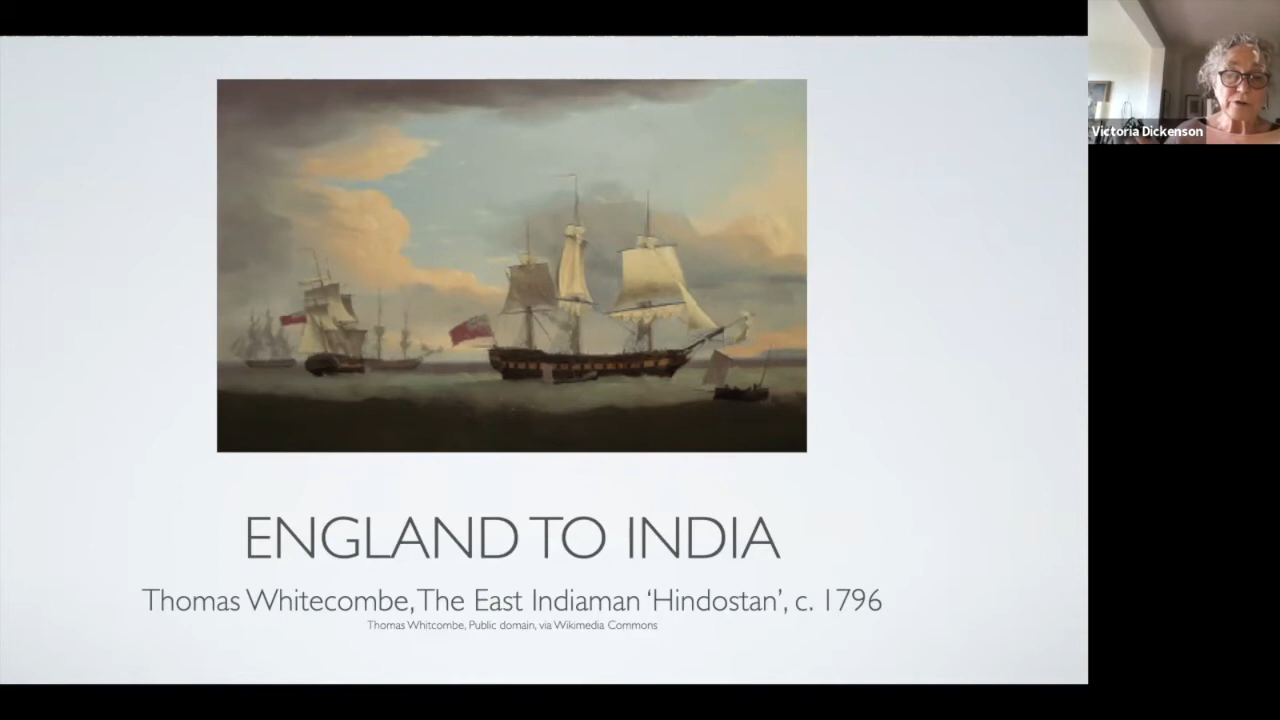 Victoria Dickenson
ENGLAND TO INDIA
Thomas Whitecombe, The East Indiaman ‘Hindostan’, c. 1796
Thomas Whitcombe, Public domain, via Wikimedia Commons